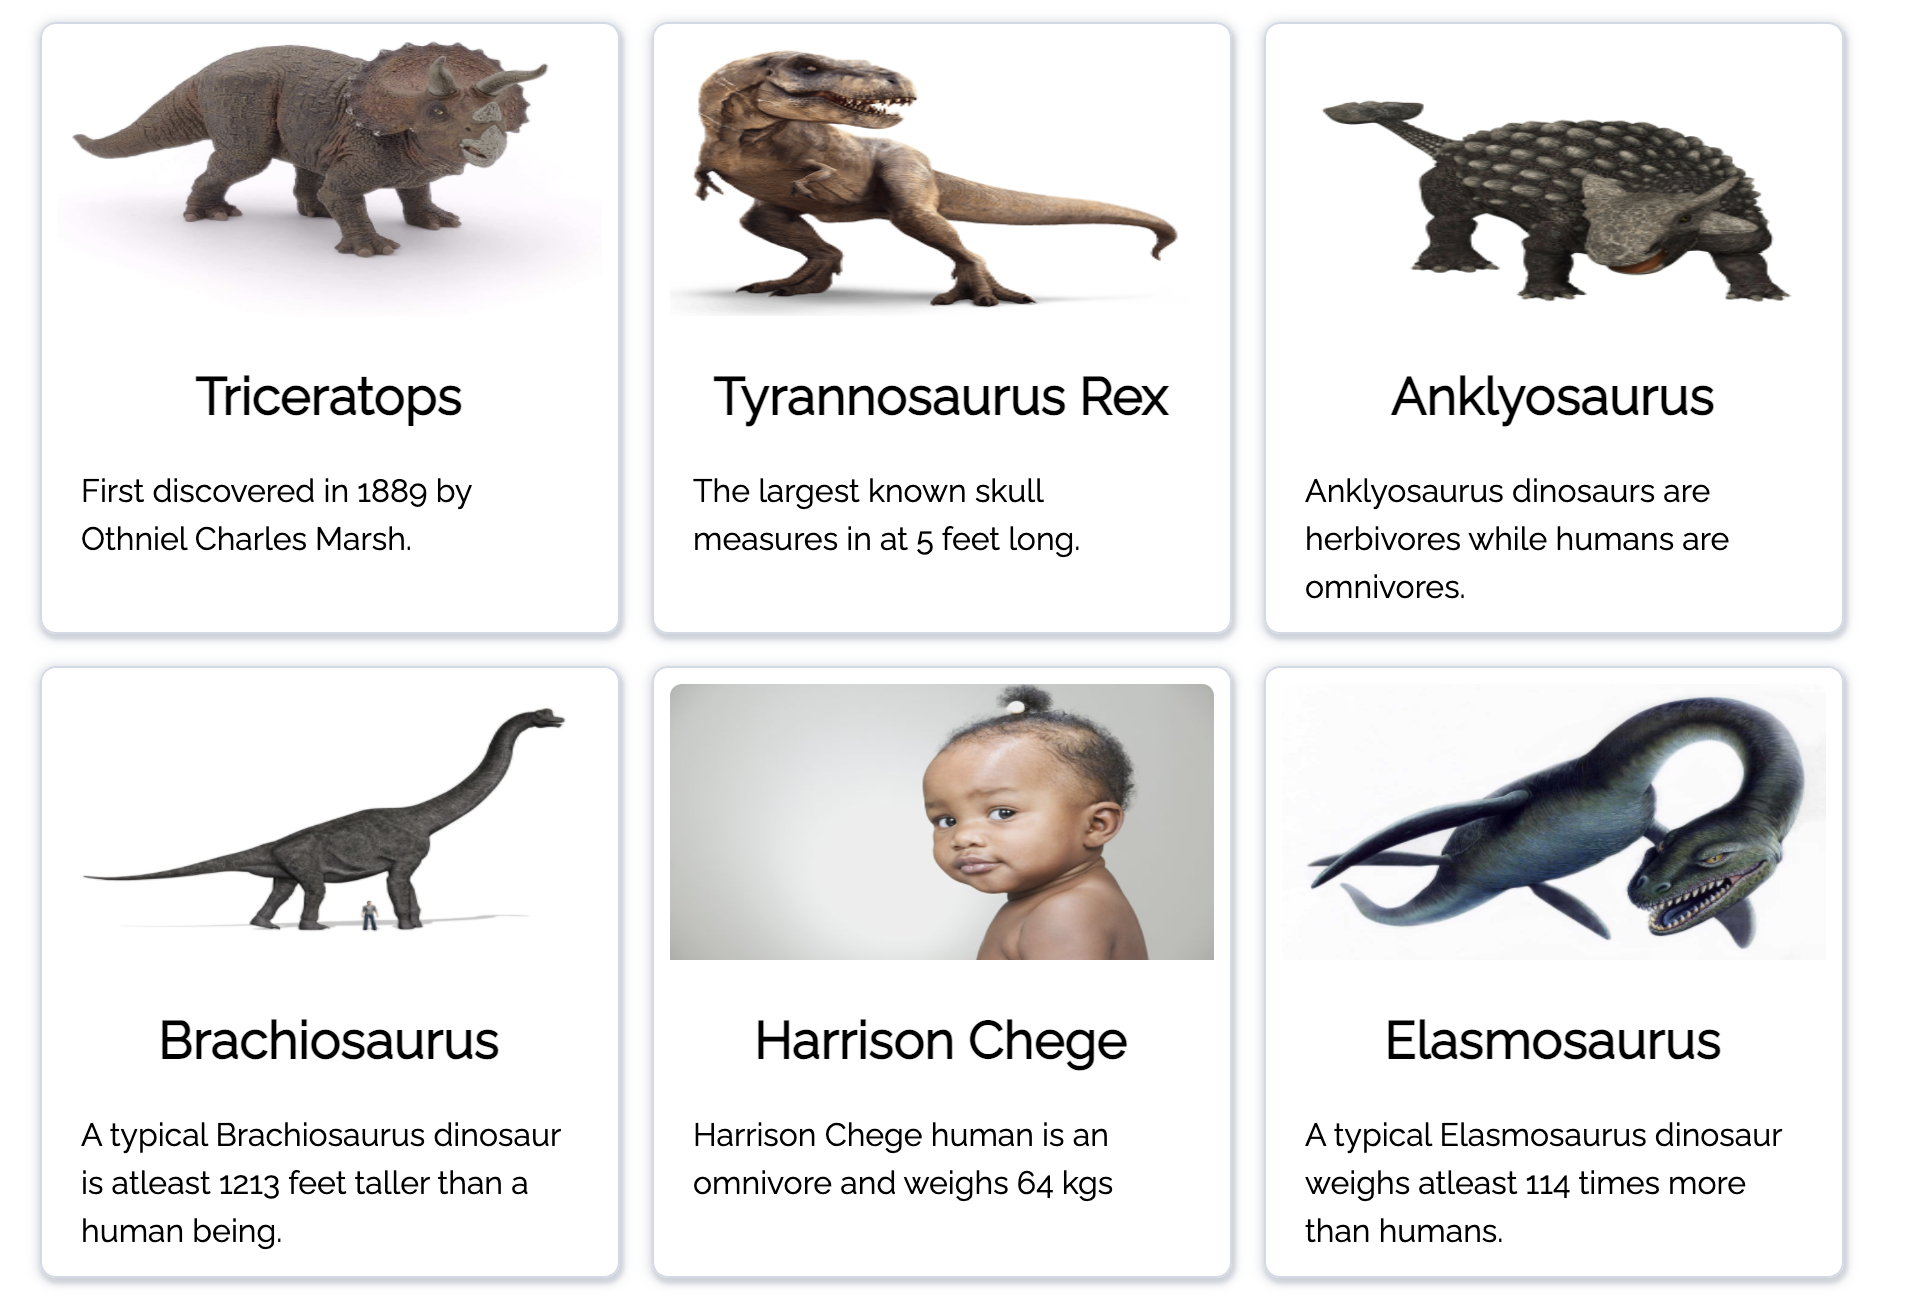 Triceratops
First discovered in 1889 by
Othniel Charles Marsh.
Tyrannosaurus Rex
The largest known skull
measures in at 5 feet long.
Anklyosaurus
Anklyosaurus dinosaurs are
herbivores while humans are
omnivores.
Brachiosaurus
A typical Brachiosaurus dinosaur
is atleast 1213 feet taller than a
human being.
Harrison Chege
Harrison Chege human is an
omnivore and weighs 64 kgs
Elasmosaurus
A typical Elasmosaurus dinosaur
weighs atleast 114 times more
than humans.